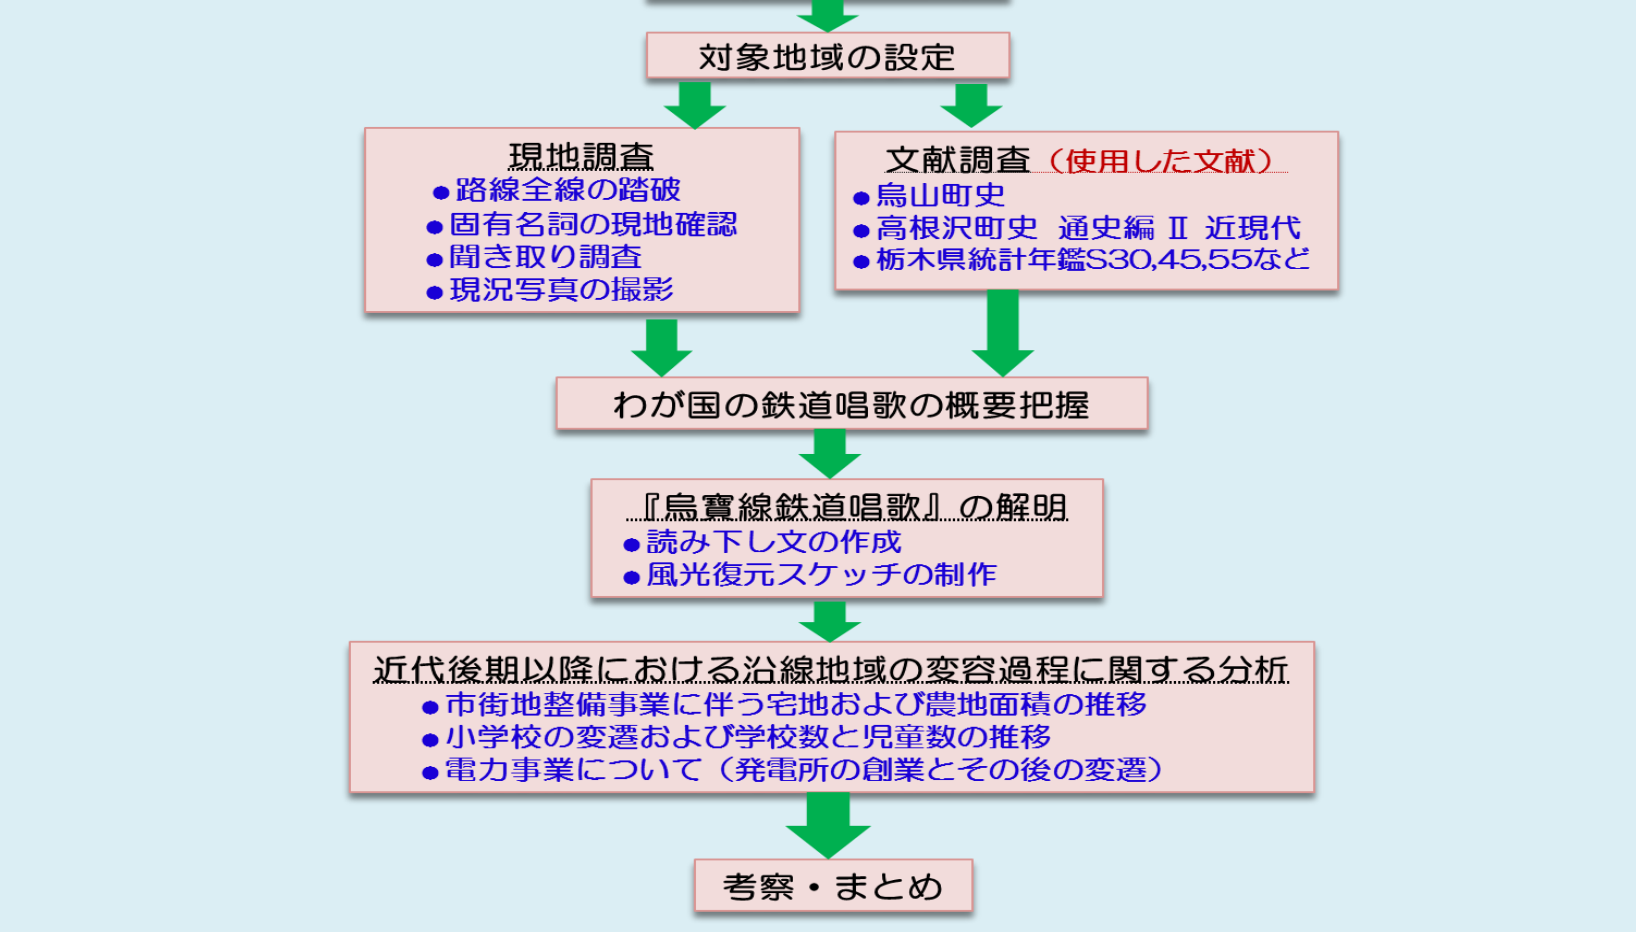 対象地域の設定
現地調査
●路線全線の踏破
●固有名詞の現地確認
●聞き取り調査
●現況写真の撮影
文献調査（使用した文献）
●烏山町史
●高根沢町史 通史編 Ⅱ 近現代
●栃木県統計年鑑S30,45,55など
わが国の鉄道唱歌の概要把握
『烏寶線鉄道唱歌』の解明
●読み下し文の作成
●風光復元スケッチの制作
近代後期以降における沿線地域の変容過程に関する分析
●市街地整備事業に伴う宅地および農地面積の推移
●小学校の変遷および学校数と児童数の推移
●電力事業について（発電所の創業とその後の変遷）
考察・まとめ